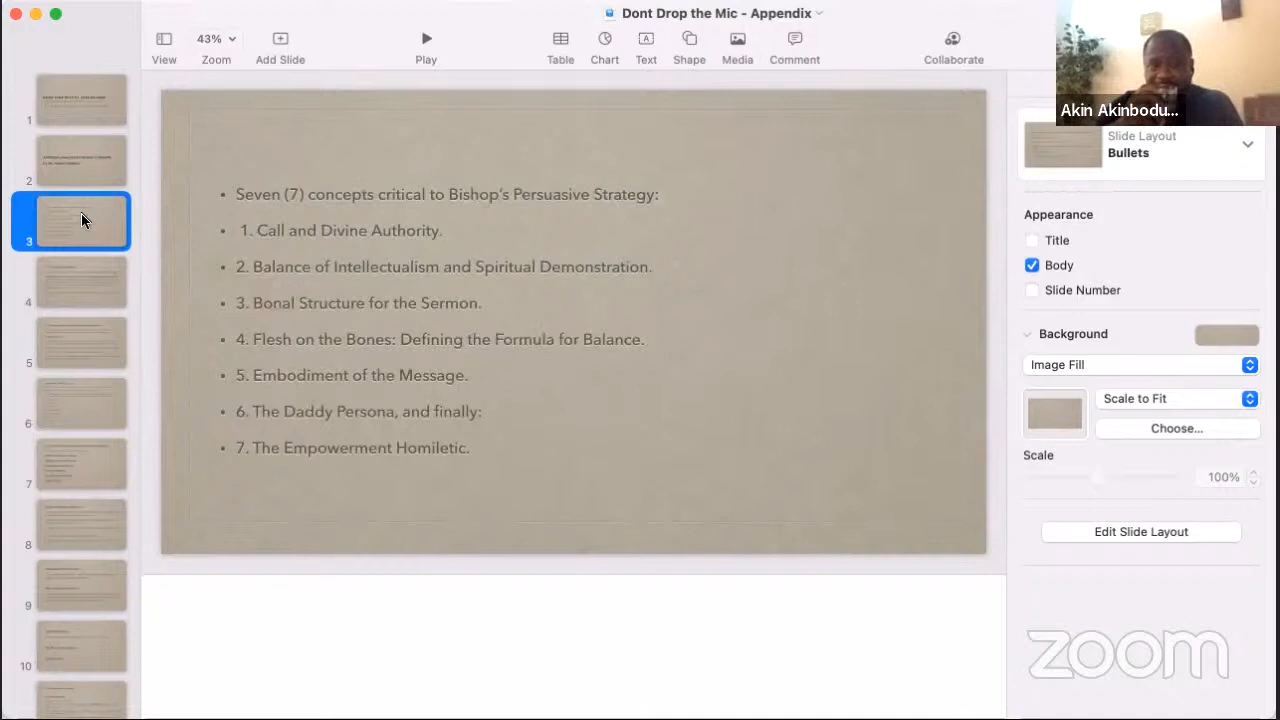 Dont Drop the Mic - Appendix
43%
View
Zoom
Add Slide
Play
Table
Chart
Text
Shape
Media
Comment
Collaborate
Akin Akinbodu...
1
2
3
4
5
6
7
8
9
10
• Seven (7) concepts critical to Bishop's Persuasive Strategy:
• 1. Call and Divine Authority.
• 2. Balance of Intellectualism and Spiritual Demonstration.
• 3. Bonal Structure for the Sermon.
• 4. Flesh on the Bones: Defining the Formula for Balance.
• 5. Embodiment of the Message.
• 6. The Daddy Persona, and finally:
• 7. The Empowerment Homiletic.
Slide Layout
Bullets
Appearance
Title
Body
Slide Number
Background
Image Fill
Scale to Fit
Choose...
Scale
100%
Edit Slide Layout
zoom